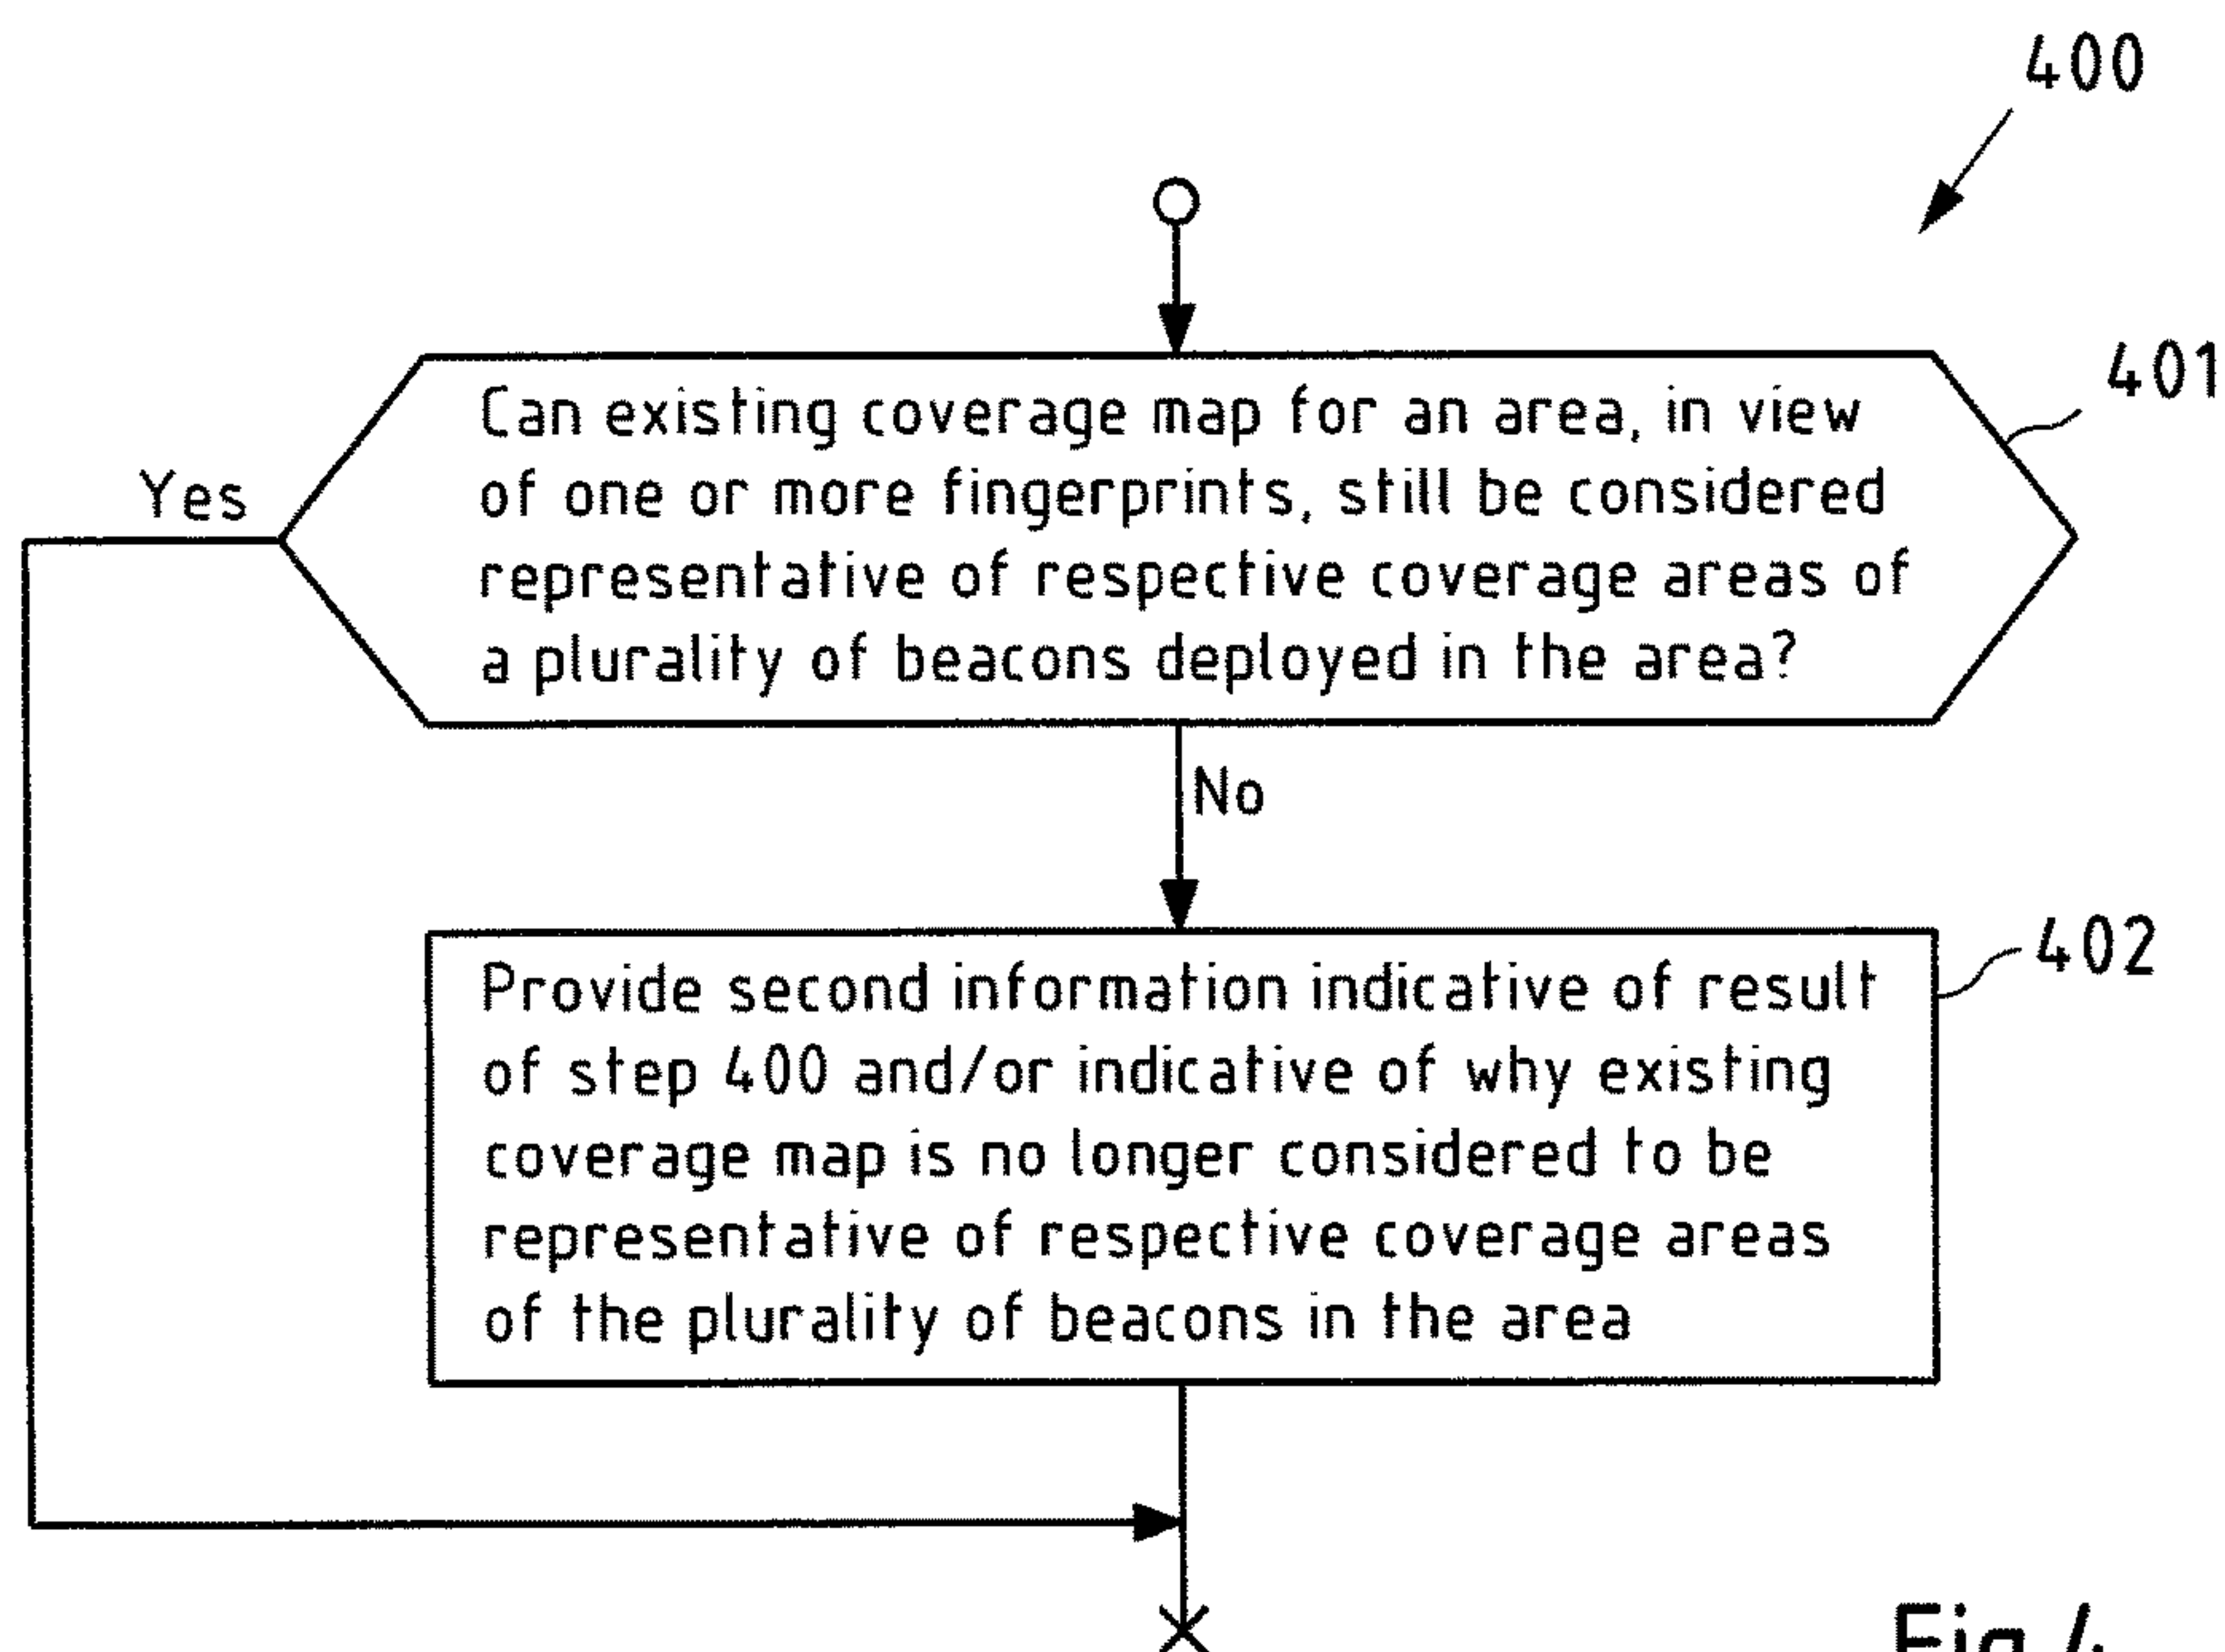 400
401
Can existing coverage map for an area, in view
of one or more fingerprints, still be considered
representative of respective coverage areas of
a plurality of beacons deployed in the area?
Yes
No
402
Provide second information indicative of result
of step 400 and/or indicative of why existing
coverage map is no longer considered to be
representative of respective coverage areas
of the plurality of beacons in the area
Fig.4